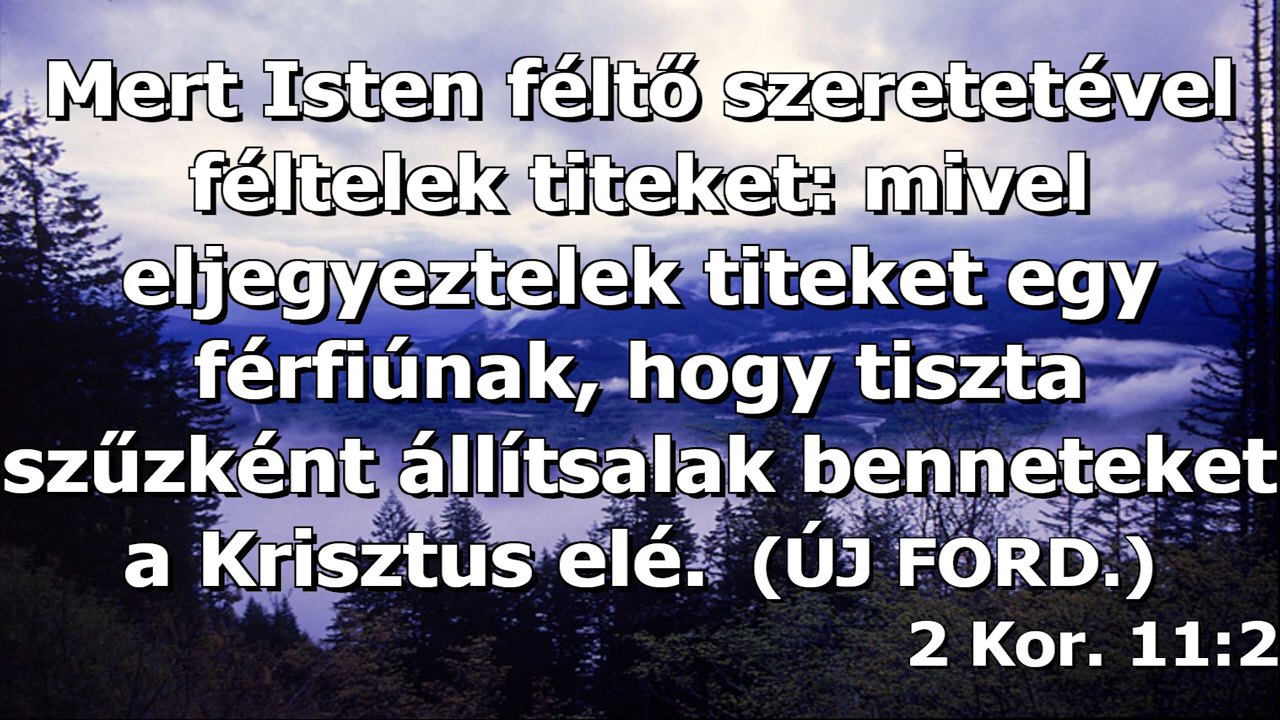 Mert Isten féltő szeretetével
féltelek titeket: mivel
eljegyeztelek titeket egy
férfiúnak, hogy tiszta
szűzként állítsalak benneteket
a Krisztus elé. (ÚJ FORD.)
2 Kor. 11:2